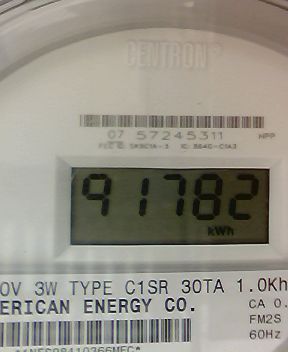 CENTRON®
07 57245311
91782
kWh
0V 3W TYPE C1SR 30TA 1.0Kh
ERICAN ENERGY CO.
CA 0.
FM2S
60Hz